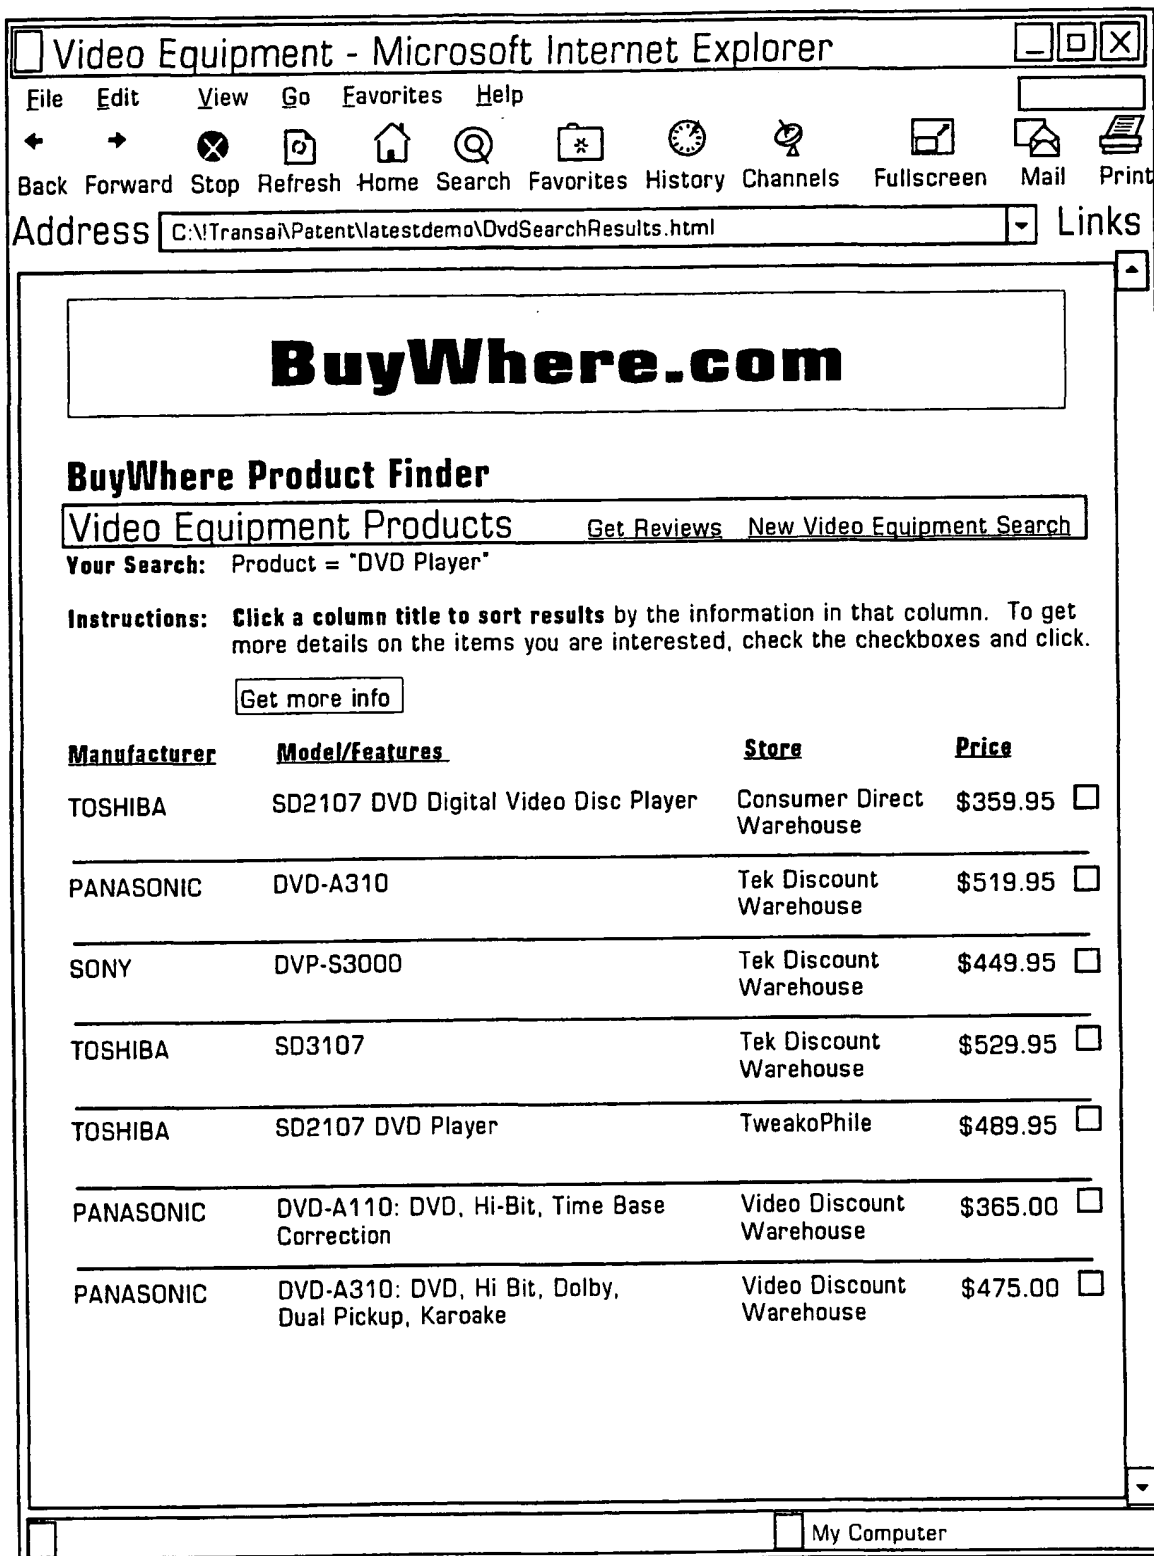 Video Equipment - Microsoft Internet Explorer
File Edit View Go Favorites Help
Back Forward Stop Refresh Home Search Favorites History Channels Fullscreen Mail Print
Address C:\!Transai\Patent\latestdemo\DvdSearchResults.html Links
BuyWhere.com
BuyWhere Product Finder
Video Equipment Products Get Reviews New Video Equipment Search
Your Search: Product = "DVD Player"
Instructions: Click a column title to sort results by the information in that column. To get
more details on the items you are interested, check the checkboxes and click.
Get more info
Manufacturer Model/Features Store Price
TOSHIBA SD2107 DVD Digital Video Disc Player Consumer Direct $359.95
Warehouse
PANASONIC DVD-A310 Tek Discount $519.95
Warehouse
SONY DVP-S3000 Tek Discount $449.95
Warehouse
TOSHIBA SD3107 Tek Discount $529.95
Warehouse
TOSHIBA SD2107 DVD Player TweakoPhile $489.95
PANASONIC DVD-A110: DVD, Hi-Bit, Time Base Video Discount $365.00
Correction Warehouse
PANASONIC DVD-A310: DVD, Hi Bit, Dolby, Video Discount $475.00
Dual Pickup, Karoake Warehouse
My Computer